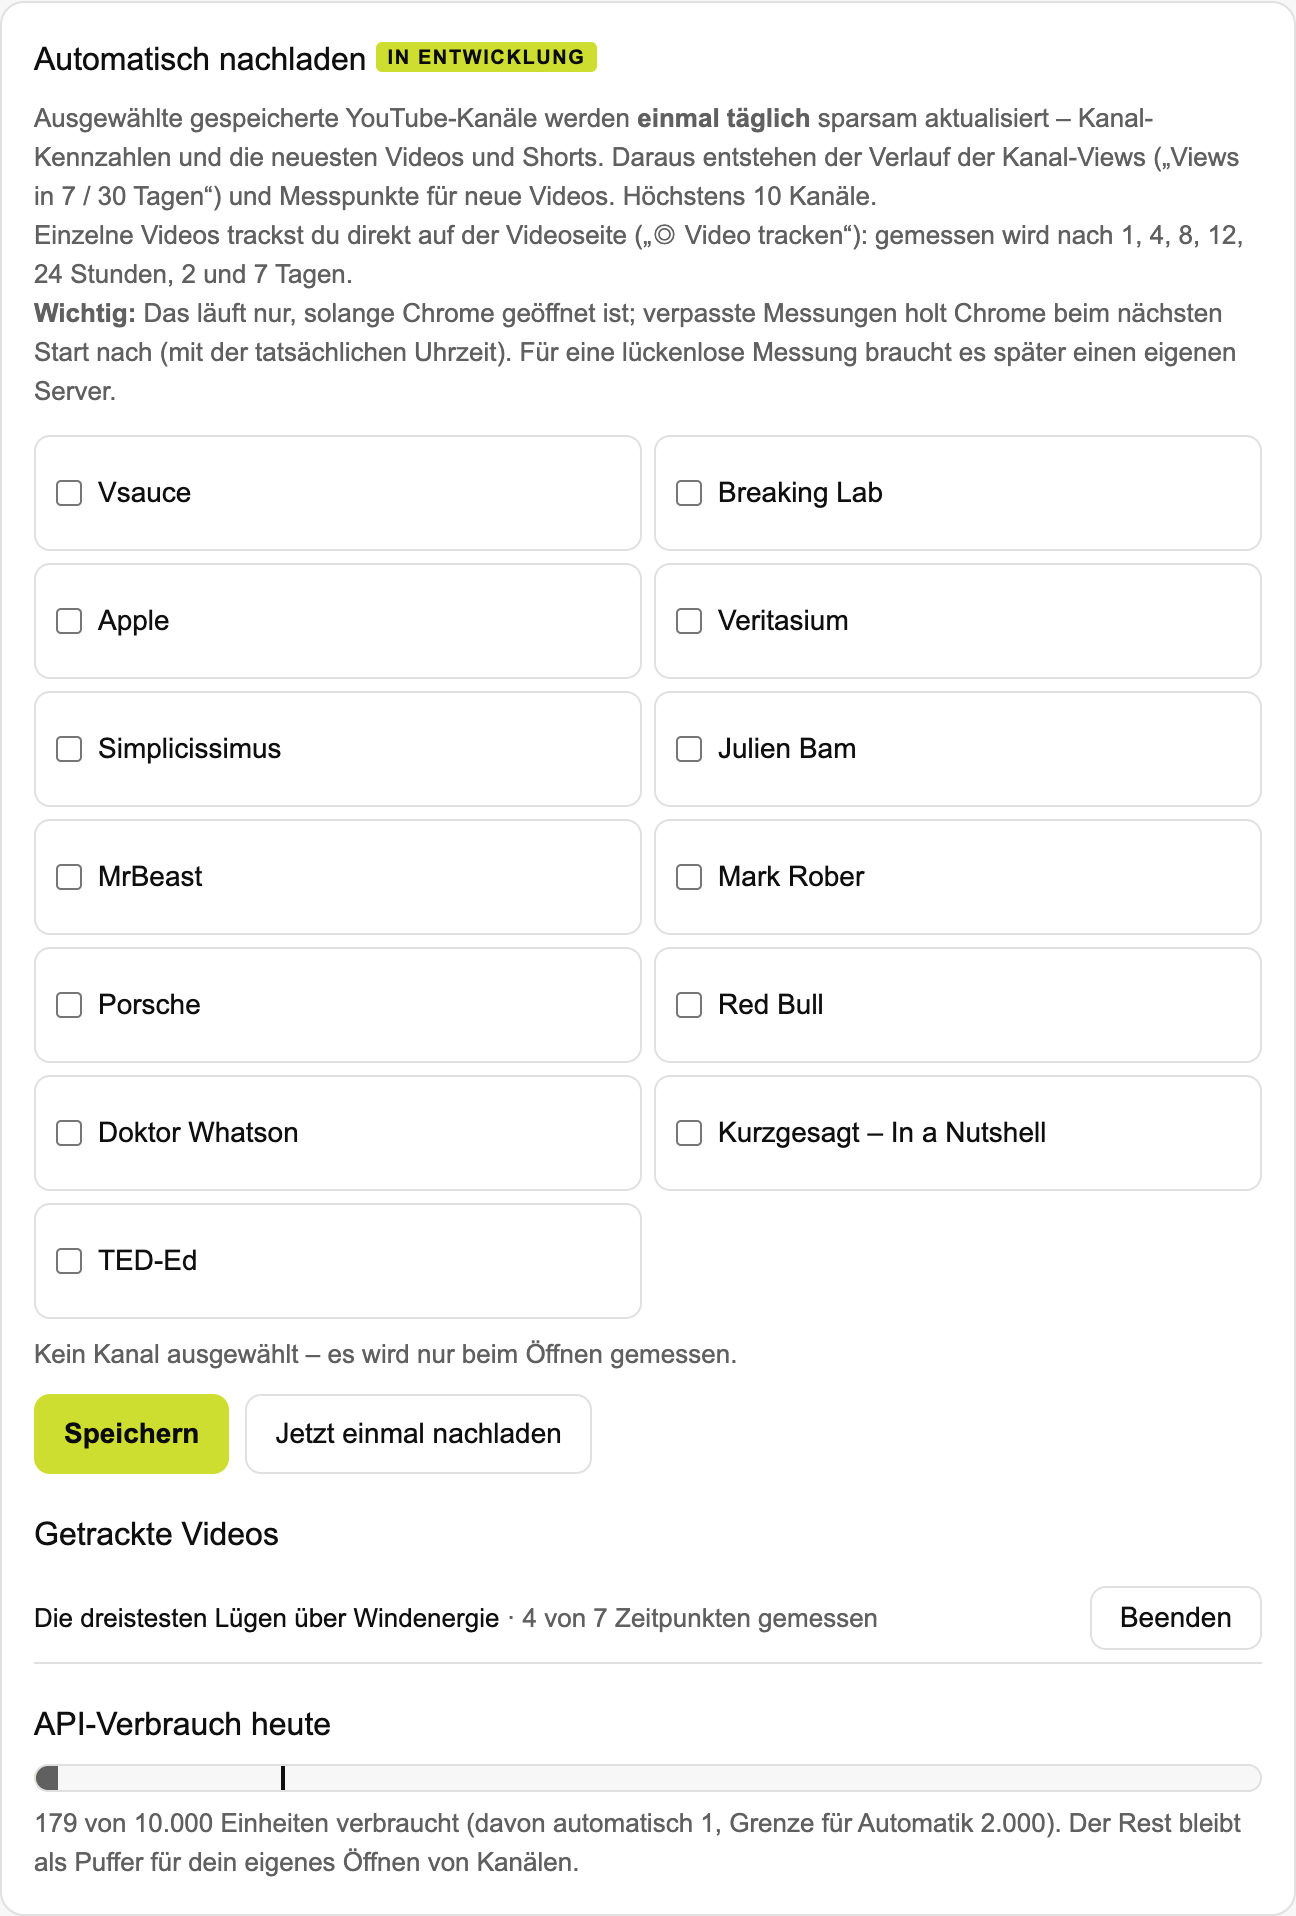 Automatisch nachladen IN ENTWICKLUNG
Ausgewählte gespeicherte YouTube-Kanäle werden einmal täglich sparsam aktualisiert – Kanal-
Kennzahlen und die neuesten Videos und Shorts. Daraus entstehen der Verlauf der Kanal-Views („Views
in 7 / 30 Tagen“) und Messpunkte für neue Videos. Höchstens 10 Kanäle.
Einzelne Videos trackst du direkt auf der Videoseite („◎ Video tracken“): gemessen wird nach 1, 4, 8, 12,
24 Stunden, 2 und 7 Tagen.
Wichtig: Das läuft nur, solange Chrome geöffnet ist; verpasste Messungen holt Chrome beim nächsten
Start nach (mit der tatsächlichen Uhrzeit). Für eine lückenlose Messung braucht es später einen eigenen
Server.
Vsauce
Breaking Lab
Apple
Veritasium
Simplicissimus
Julien Bam
MrBeast
Mark Rober
Porsche
Red Bull
Doktor Whatson
Kurzgesagt – In a Nutshell
TED-Ed
Kein Kanal ausgewählt – es wird nur beim Öffnen gemessen.
Speichern
Jetzt einmal nachladen
Getrackte Videos
Die dreistesten Lügen über Windenergie · 4 von 7 Zeitpunkten gemessen
Beenden
API-Verbrauch heute
179 von 10.000 Einheiten verbraucht (davon automatisch 1, Grenze für Automatik 2.000). Der Rest bleibt
als Puffer für dein eigenes Öffnen von Kanälen.